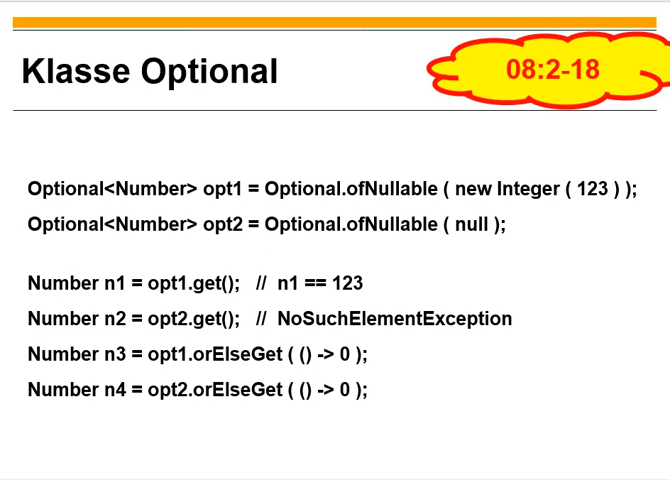 Klasse Optional
08:2-18
Optional<Number> opt1 = Optional.ofNullable ( new Integer ( 123 ) );
Optional<Number> opt2 = Optional.ofNullable ( null );
Number n1 = opt1.get(); // n1 == 123
Number n2 = opt2.get(); // NoSuchElementException
Number n3 = opt1.orElseGet ( () -> 0 );
Number n4 = opt2.orElseGet ( () -> 0 );